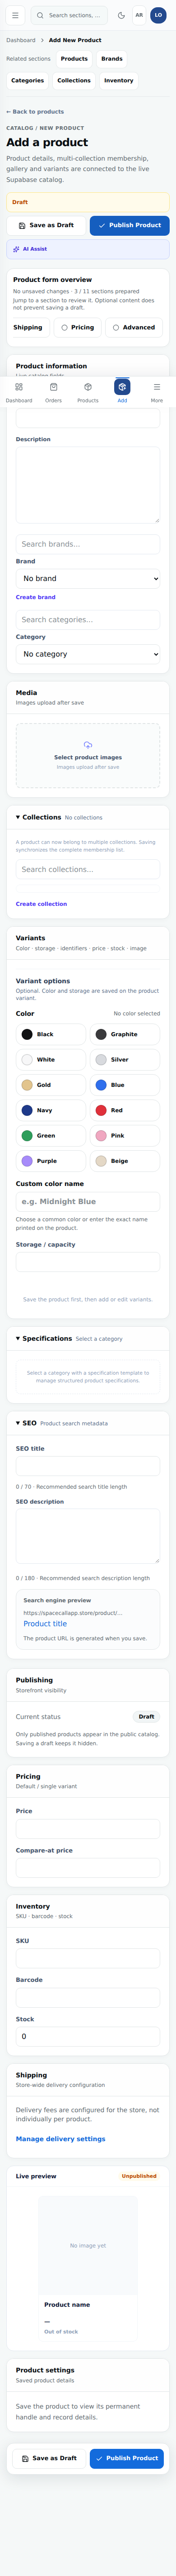 Search sections, ...
AR
LO
Dashboard > Add New Product
Related sections
Products
Brands
Categories
Collections
Inventory
← Back to products
CATALOG / NEW PRODUCT
Add a product
Product details, multi-collection membership,
gallery and variants are connected to the live
Supabase catalog.
Draft
Save as Draft
Publish Product
AI Assist
Product form overview
No unsaved changes · 3 / 11 sections prepared
Jump to a section to review it. Optional content does
not prevent saving a draft.
Shipping
Pricing
Advanced
Product information
Dashboard
Orders
Products
Add
More
Description
Search brands...
Brand
No brand
Create brand
Search categories...
Category
No category
Media
Images upload after save
Select product images
Images upload after save
▼ Collections No collections
A product can now belong to multiple collections. Saving
synchronizes the complete membership list.
Search collections...
Create collection
Variants
Color · storage · identifiers · price · stock · image
Variant options
Optional. Color and storage are saved on the product
variant.
Color
No color selected
Black
Graphite
White
Silver
Gold
Blue
Navy
Red
Green
Pink
Purple
Beige
Custom color name
e.g. Midnight Blue
Choose a common color or enter the exact name
printed on the product.
Storage / capacity
Save the product first, then add or edit variants.
▼ Specifications Select a category
Select a category with a specification template to
manage structured product specifications.
▼ SEO Product search metadata
SEO title
0 / 70 · Recommended search title length
SEO description
0 / 180 · Recommended search description length
Search engine preview
https://spacecallapp.store/product/...
Product title
The product URL is generated when you save.
Publishing
Storefront visibility
Current status
Draft
Only published products appear in the public catalog.
Saving a draft keeps it hidden.
Pricing
Default / single variant
Price
Compare-at price
Inventory
SKU · barcode · stock
SKU
Barcode
Stock
0
Shipping
Store-wide delivery configuration
Delivery fees are configured for the store, not
individually per product.
Manage delivery settings
Live preview
Unpublished
No image yet
Product name
—
Out of stock
Product settings
Saved product details
Save the product to view its permanent
handle and record details.
Save as Draft
Publish Product